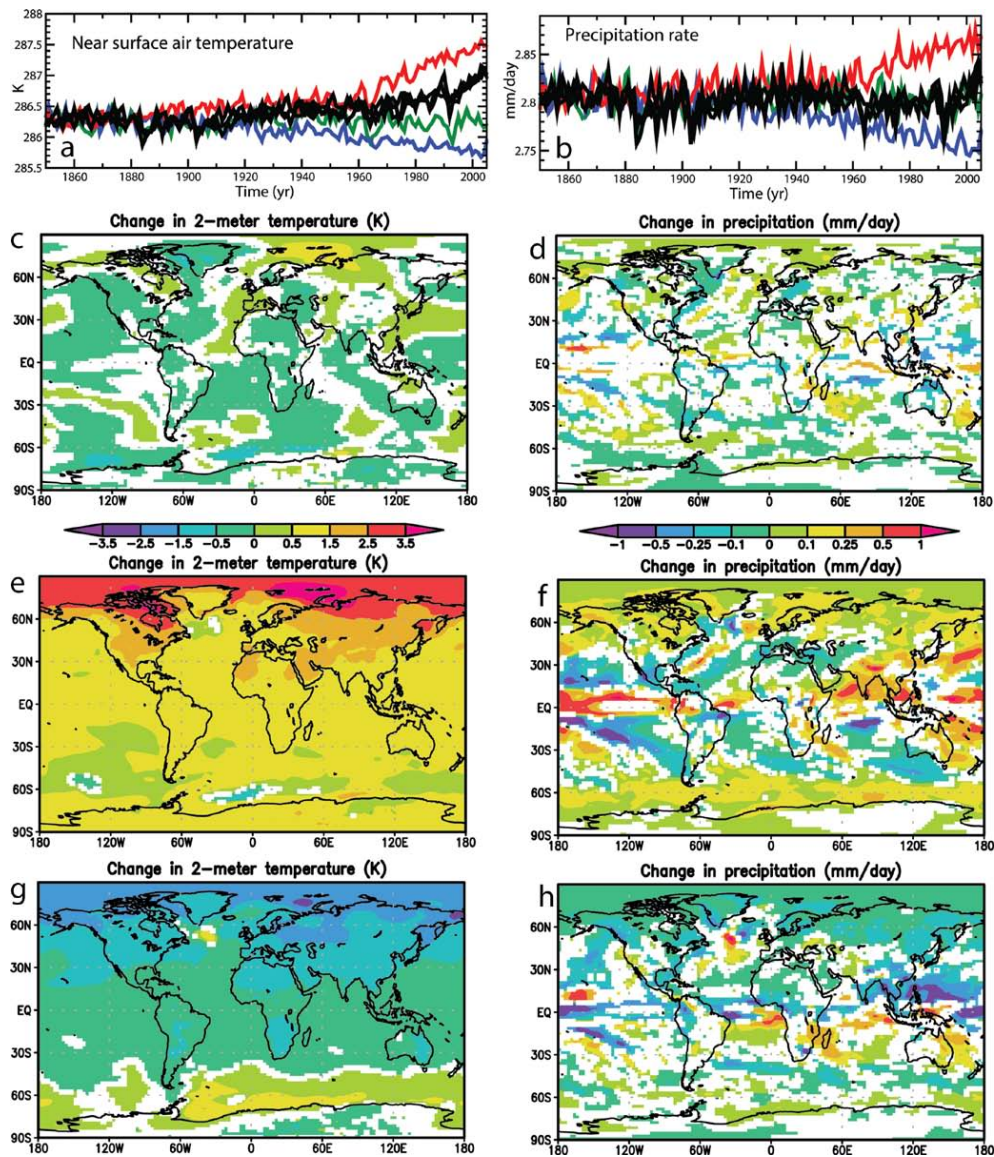 288
287.5
287
286.5
286
285.5
K
Near surface air temperature
a
1860 1880 1900 1920 1940 1960 1980 2000
Time (yr)
2.85
2.8
2.75
mm/day
Precipitation rate
b
1860 1880 1900 1920 1940 1960 1980 2000
Time (yr)
Change in 2-meter temperature (K)
c
60N
30N
EQ
30S
60S
90S
180 120W 60W 0 60E 120E 180
Change in precipitation (mm/day)
d
60N
30N
EQ
30S
60S
90S
180 120W 60W 0 60E 120E 180
-3.5 -2.5 -1.5 -0.5 0 0.5 1.5 2.5 3.5
-1 -0.5 -0.25 -0.1 0 0.1 0.25 0.5 1
Change in 2-meter temperature (K)
e
60N
30N
EQ
30S
60S
90S
180 120W 60W 0 60E 120E 180
Change in precipitation (mm/day)
f
60N
30N
EQ
30S
60S
90S
180 120W 60W 0 60E 120E 180
Change in 2-meter temperature (K)
g
60N
30N
EQ
30S
60S
90S
180 120W 60W 0 60E 120E 180
Change in precipitation (mm/day)
h
60N
30N
EQ
30S
60S
90S
180 120W 60W 0 60E 120E 180